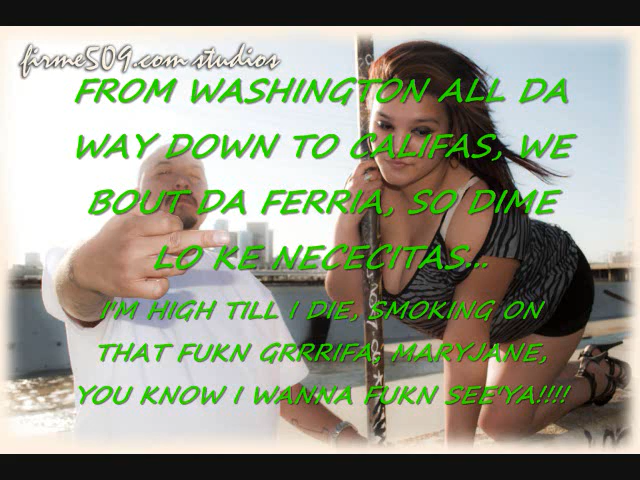 firme509.com studios
FROM WASHINGTON ALL DA
WAY DOWN TO CALIFAS, WE
BOUT DA FERRIA, SO DIME
LO KE NECECITAS...
I'M HIGH TILL I DIE, SMOKING ON
THAT FUKN GRRRIFA, MARYJANE,
YOU KNOW I WANNA FUKN SEE'YA!!!!